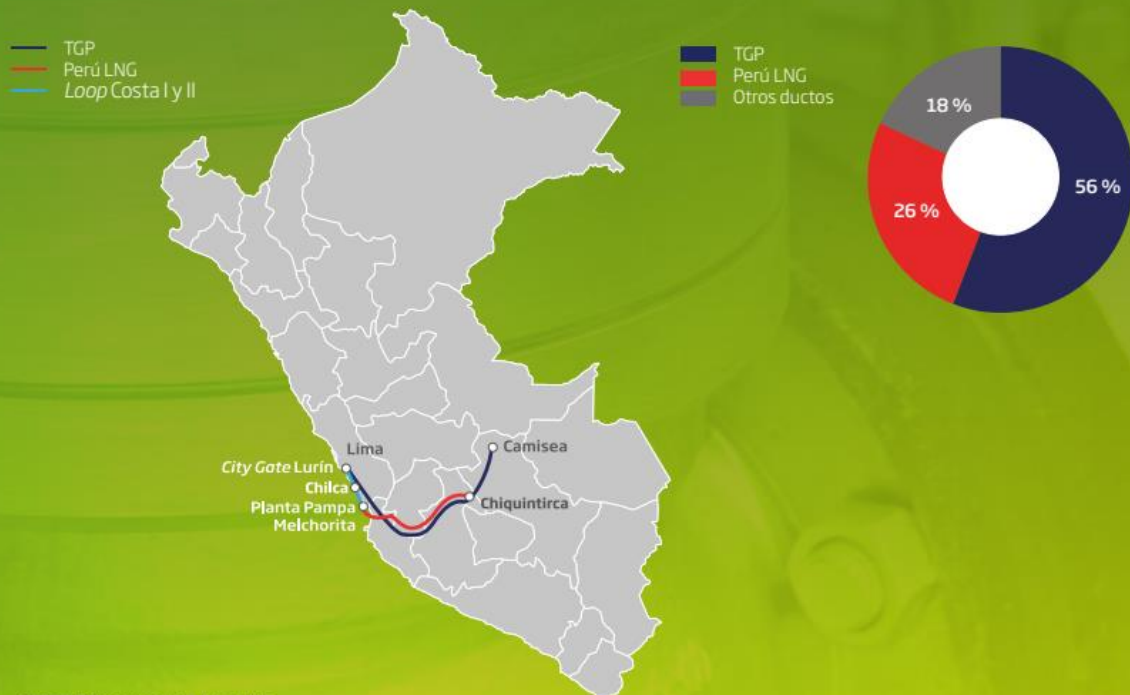 TGP
Perú LNG
Loop Costa I y II
TGP
Perú LNG
Otros ductos
18 %
56 %
26 %
Lima
Camisea
City Gate Lurín
Chilca
Chiquintirca
Planta Pampa
Melchorita